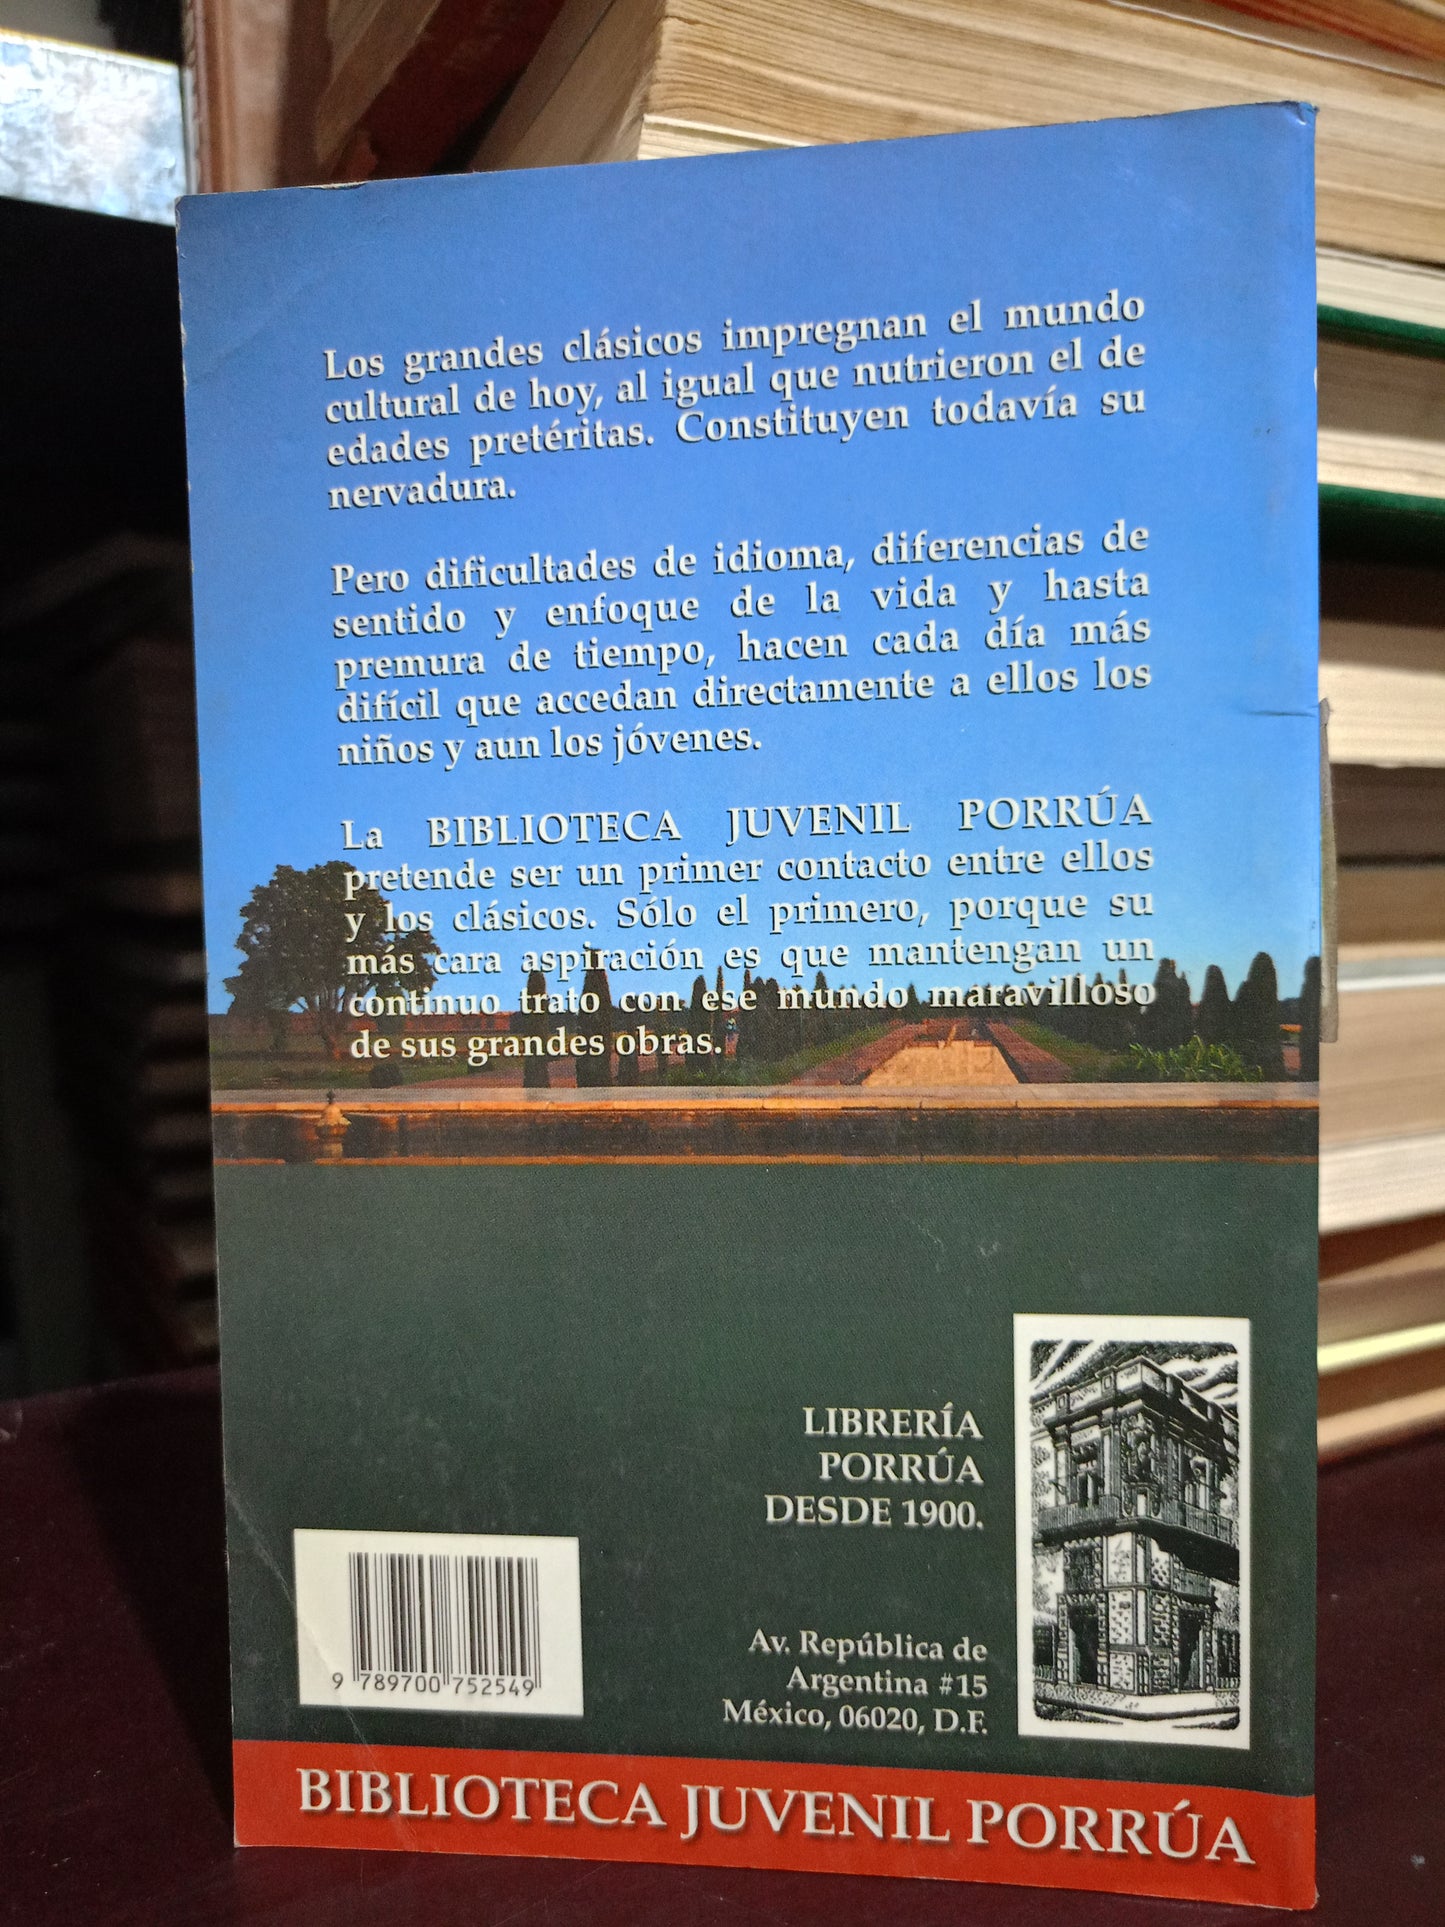 Los grandes clásicos impregnan el mundo
cultural de hoy, al igual que nutrieron el de
edades pretéritas. Constituyen todavía su
nervadura.
Pero dificultades de idioma, diferencias de
sentido y enfoque de la vida y hasta
premura de tiempo, hacen cada día más
difícil que accedan directamente a ellos los
niños y aun los jóvenes.
La BIBLIOTECA JUVENIL PORRÚA
pretende ser un primer contacto entre ellos
y los clásicos. Sólo el primero, porque su
más cara aspiración es que mantengan un
continuo trato con ese mundo maravilloso
de sus grandes obras.
LIBRERÍA
PORRÚA
DESDE 1900.
Av. República de
Argentina #15
México, 06020, D.F.
9 789700 752549
BIBLIOTECA JUVENIL PORRÚA